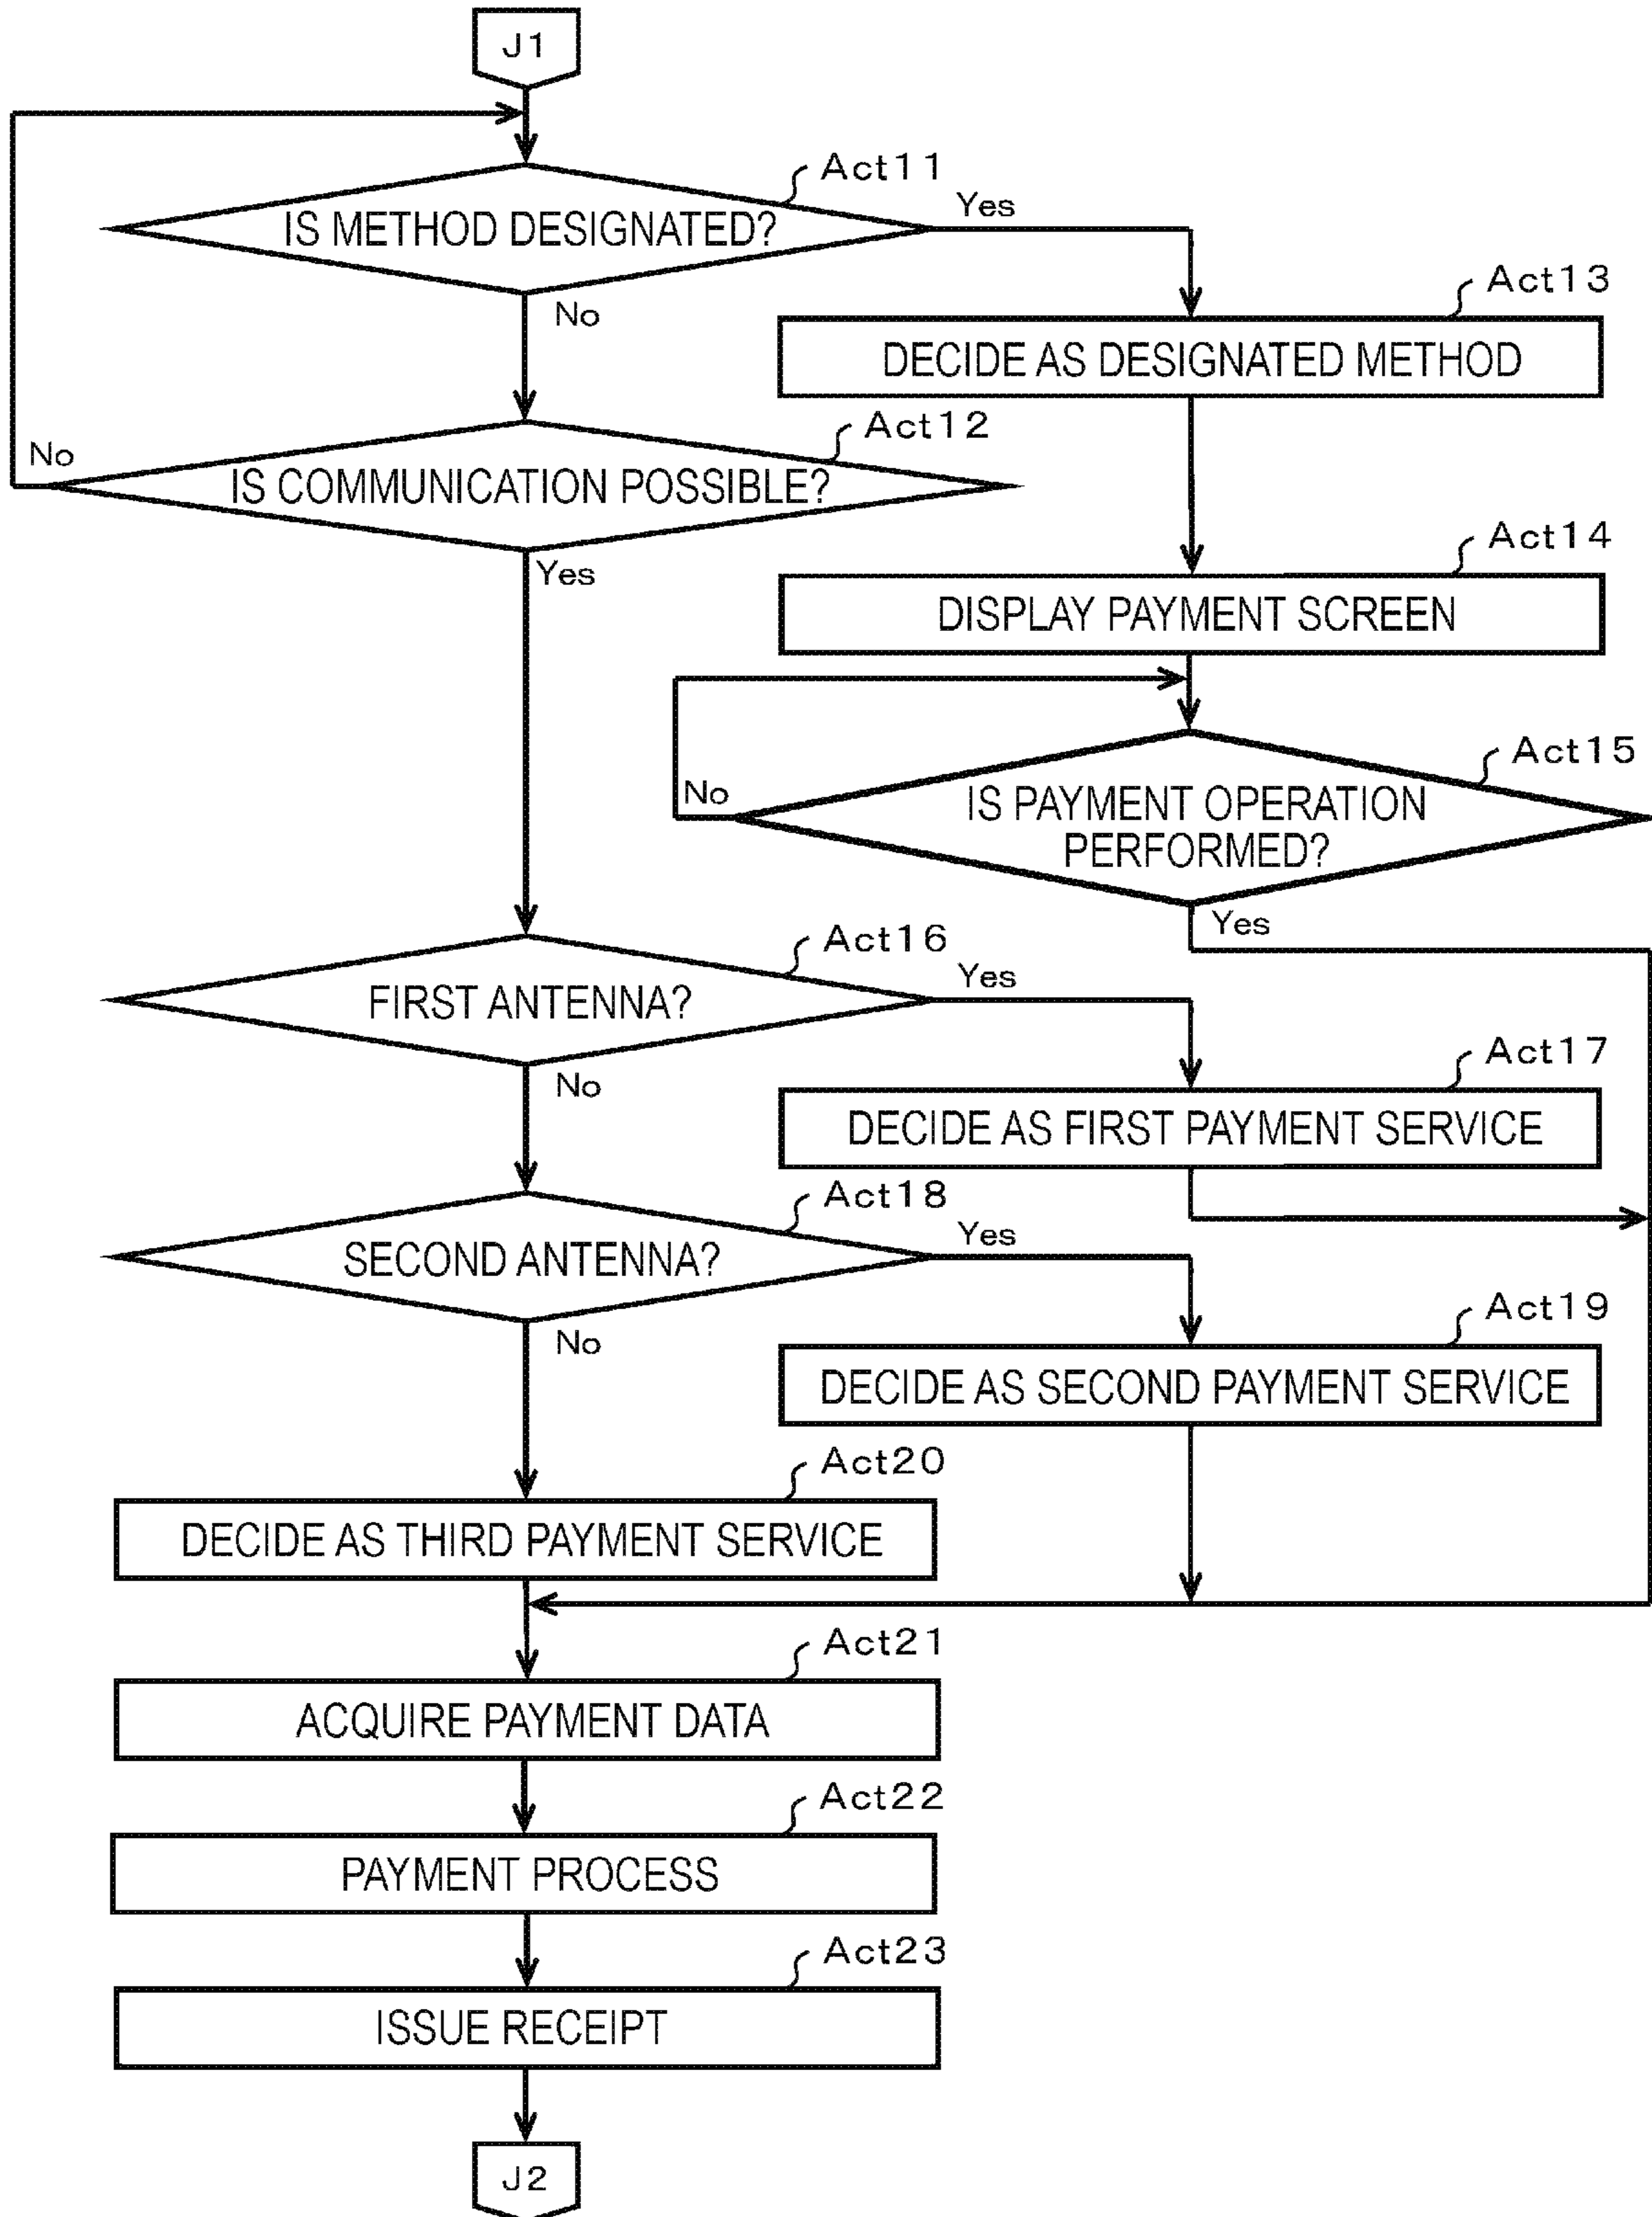 J1
Act11
IS METHOD DESIGNATED?
Yes
No
Act13
DECIDE AS DESIGNATED METHOD
Act12
No
IS COMMUNICATION POSSIBLE?
Yes
Act14
DISPLAY PAYMENT SCREEN
Act15
No
IS PAYMENT OPERATION
PERFORMED?
Yes
Act16
FIRST ANTENNA?
Yes
No
Act17
DECIDE AS FIRST PAYMENT SERVICE
Act18
SECOND ANTENNA?
Yes
No
Act19
DECIDE AS SECOND PAYMENT SERVICE
Act20
DECIDE AS THIRD PAYMENT SERVICE
Act21
ACQUIRE PAYMENT DATA
Act22
PAYMENT PROCESS
Act23
ISSUE RECEIPT
J2